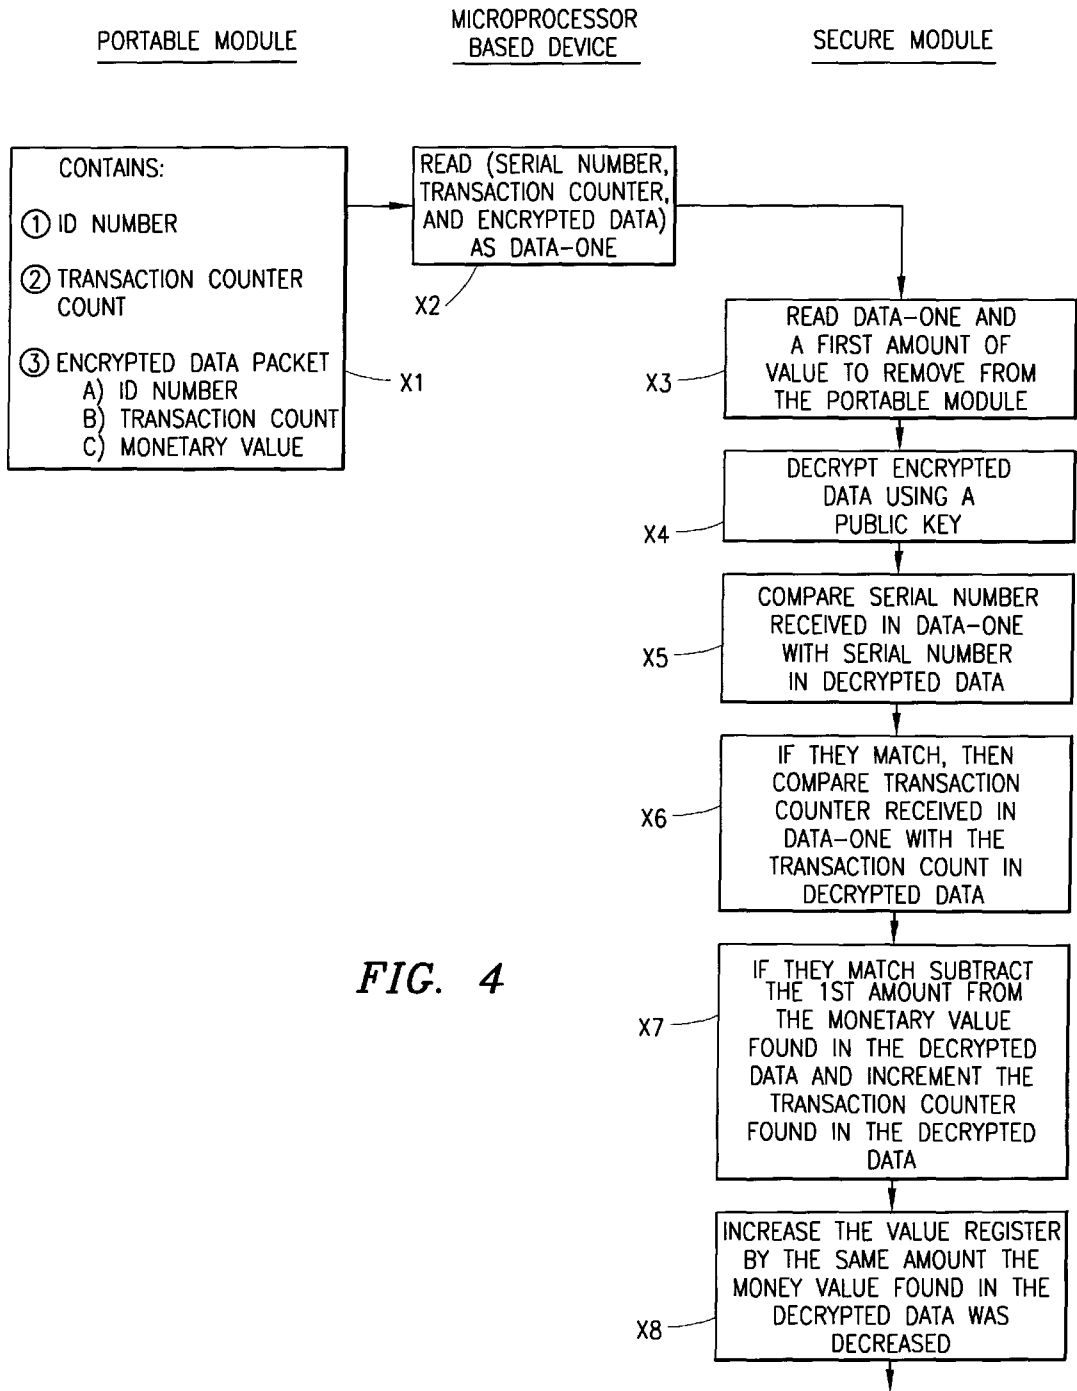 PORTABLE MODULE
MICROPROCESSOR
BASED DEVICE
SECURE MODULE
CONTAINS:
① ID NUMBER
② TRANSACTION COUNTER
COUNT
③ ENCRYPTED DATA PACKET
A) ID NUMBER
B) TRANSACTION COUNT
C) MONETARY VALUE
X1
READ (SERIAL NUMBER,
TRANSACTION COUNTER,
AND ENCRYPTED DATA)
AS DATA-ONE
X2
READ DATA-ONE AND
A FIRST AMOUNT OF
VALUE TO REMOVE FROM
THE PORTABLE MODULE
X3
DECRYPT ENCRYPTED
DATA USING A
PUBLIC KEY
X4
COMPARE SERIAL NUMBER
RECEIVED IN DATA-ONE
WITH SERIAL NUMBER
IN DECRYPTED DATA
X5
IF THEY MATCH, THEN
COMPARE TRANSACTION
COUNTER RECEIVED IN
DATA-ONE WITH THE
TRANSACTION COUNT IN
DECRYPTED DATA
X6
IF THEY MATCH SUBTRACT
THE 1ST AMOUNT FROM
THE MONETARY VALUE
FOUND IN THE DECRYPTED
DATA AND INCREMENT THE
TRANSACTION COUNTER
FOUND IN THE DECRYPTED
DATA
X7
INCREASE THE VALUE REGISTER
BY THE SAME AMOUNT THE
MONEY VALUE FOUND IN THE
DECRYPTED DATA WAS
DECREASED
X8
FIG. 4